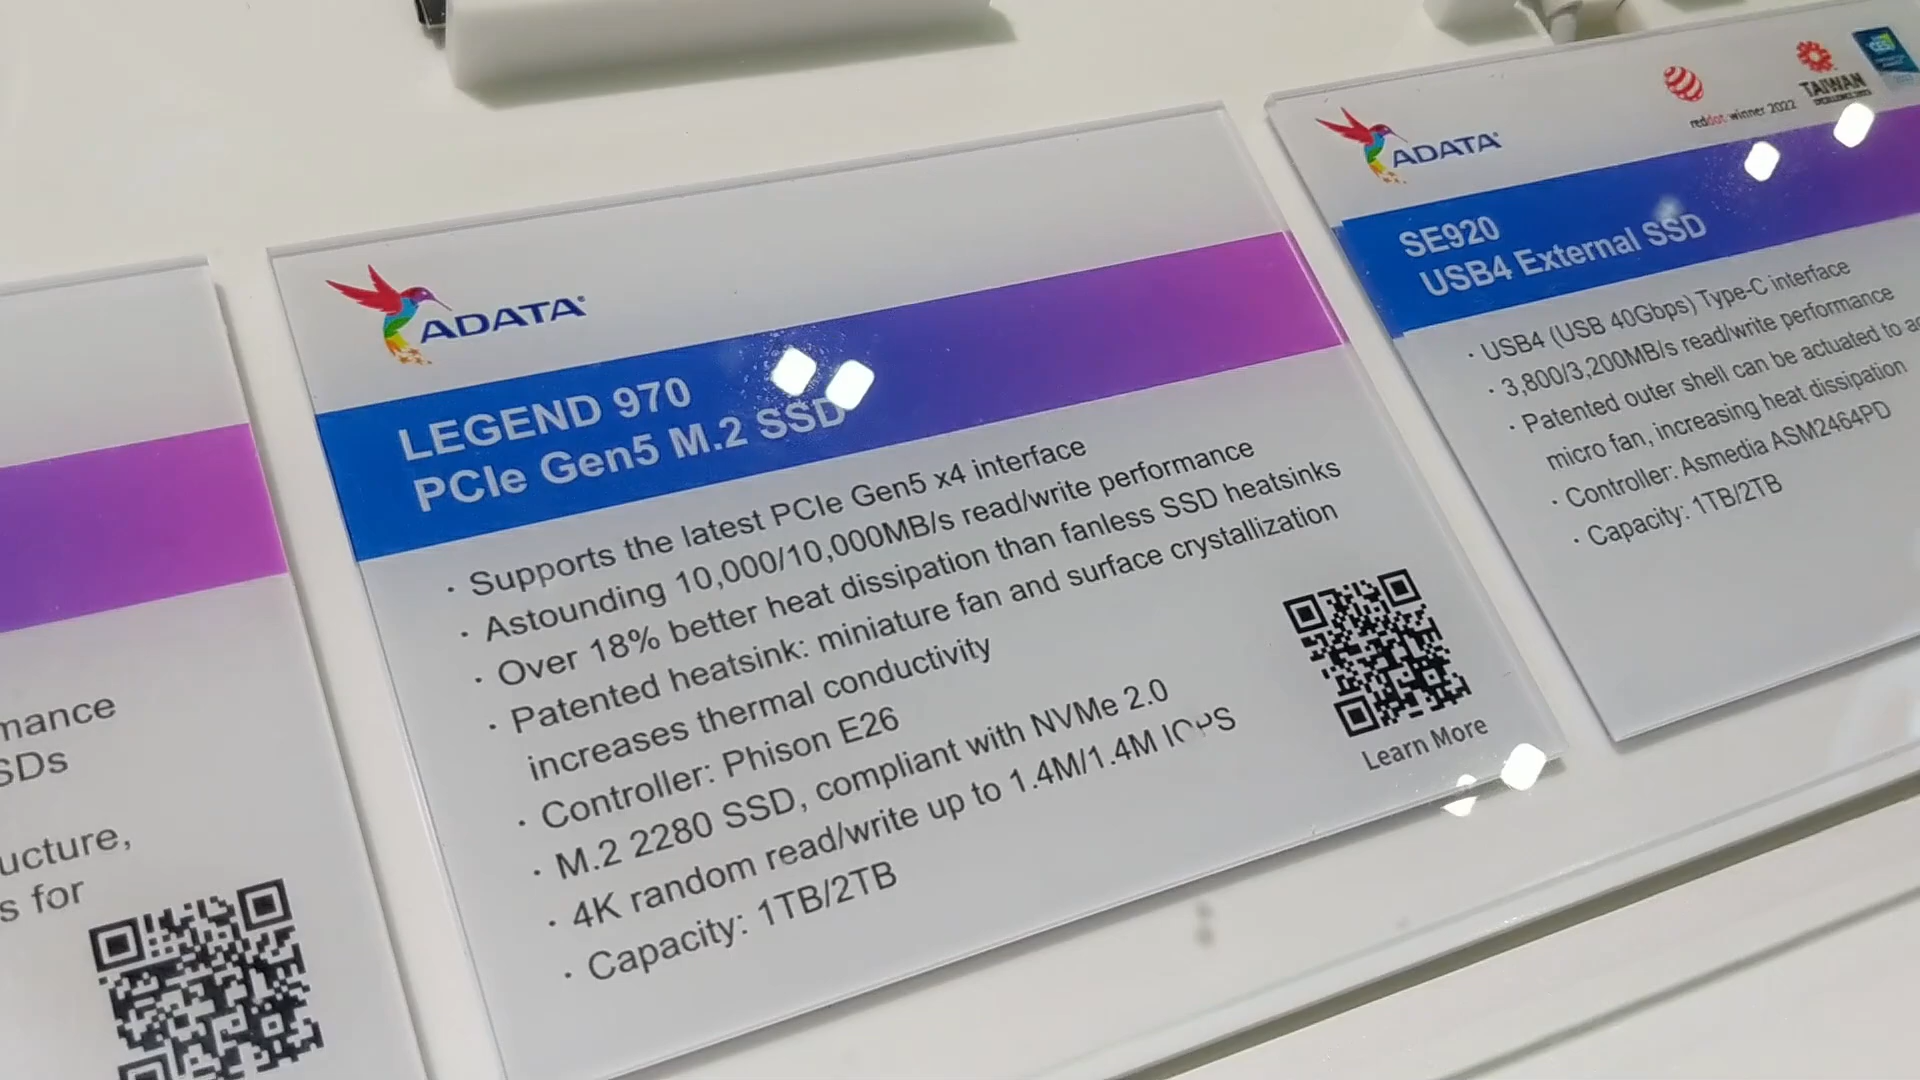 mance
SDs
ucture,
s for
ADATA
LEGEND 970
PCIe Gen5 M.2 SSD
· Supports the latest PCIe Gen5 x4 interface
· Astounding 10,000/10,000MB/s read/write performance
· Over 18% better heat dissipation than fanless SSD heatsinks
· Patented heatsink: miniature fan and surface crystallization
increases thermal conductivity
· Controller: Phison E26
· M.2 2280 SSD, compliant with NVMe 2.0
· 4K random read/write up to 1.4M/1.4M IOPS
· Capacity: 1TB/2TB
Learn More
ADATA
reddot winner 2022
TAIWAN
EXCELLENCE 2023
CES
SE920
USB4 External SSD
· USB4 (USB 40Gbps) Type-C interface
· 3,800/3,200MB/s read/write performance
· Patented outer shell can be actuated to
micro fan, increasing heat dissipation
· Controller: Asmedia ASM2464PD
· Capacity: 1TB/2TB